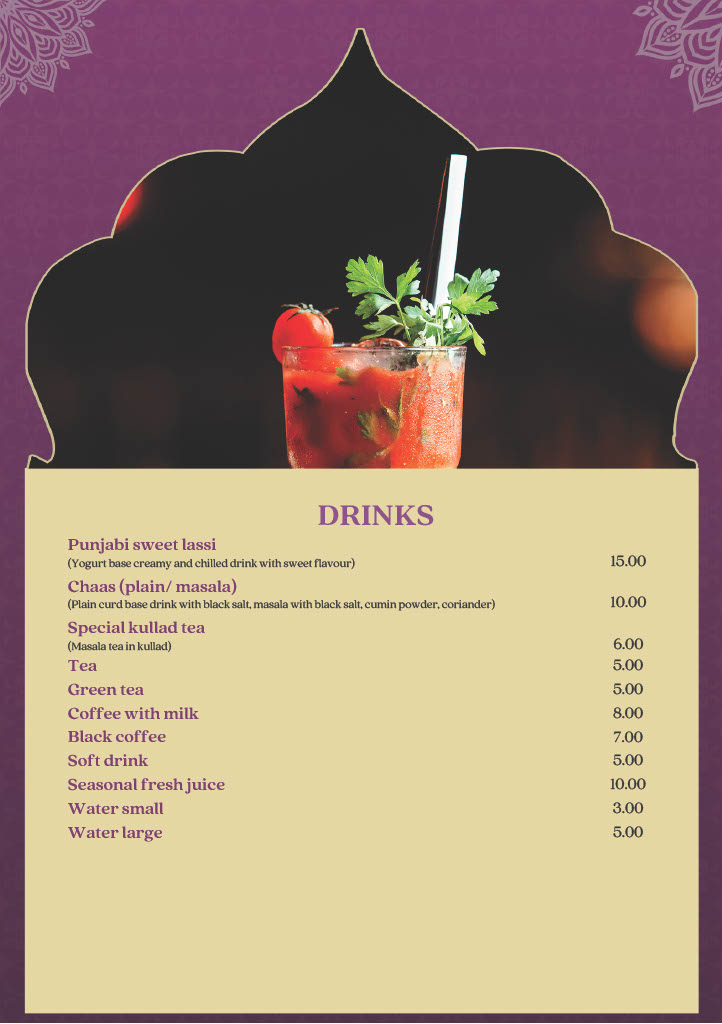 DRINKS
Punjabi sweet lassi
(Yogurt base creamy and chilled drink with sweet flavour) 15.00
Chaas (plain/ masala)
(Plain curd base drink with black salt, masala with black salt, cumin powder, coriander) 10.00
Special kullad tea
(Masala tea in kullad) 6.00
Tea 5.00
Green tea 5.00
Coffee with milk 8.00
Black coffee 7.00
Soft drink 5.00
Seasonal fresh juice 10.00
Water small 3.00
Water large 5.00